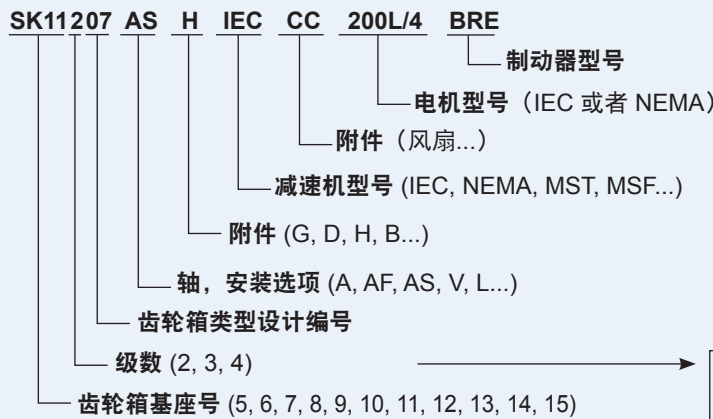 SK11207 AS H IEC CC 200L/4 BRE
制动器型号
电机型号（IEC 或者 NEMA）
附件（风扇...）
减速机型号 (IEC, NEMA, MST, MSF...)
附件 (G, D, H, B...)
轴，安装选项 (A, AF, AS, V, L...)
齿轮箱类型设计编号
级数 (2, 3, 4)
齿轮箱基座号 (5, 6, 7, 8, 9, 10, 11, 12, 13, 14, 15)